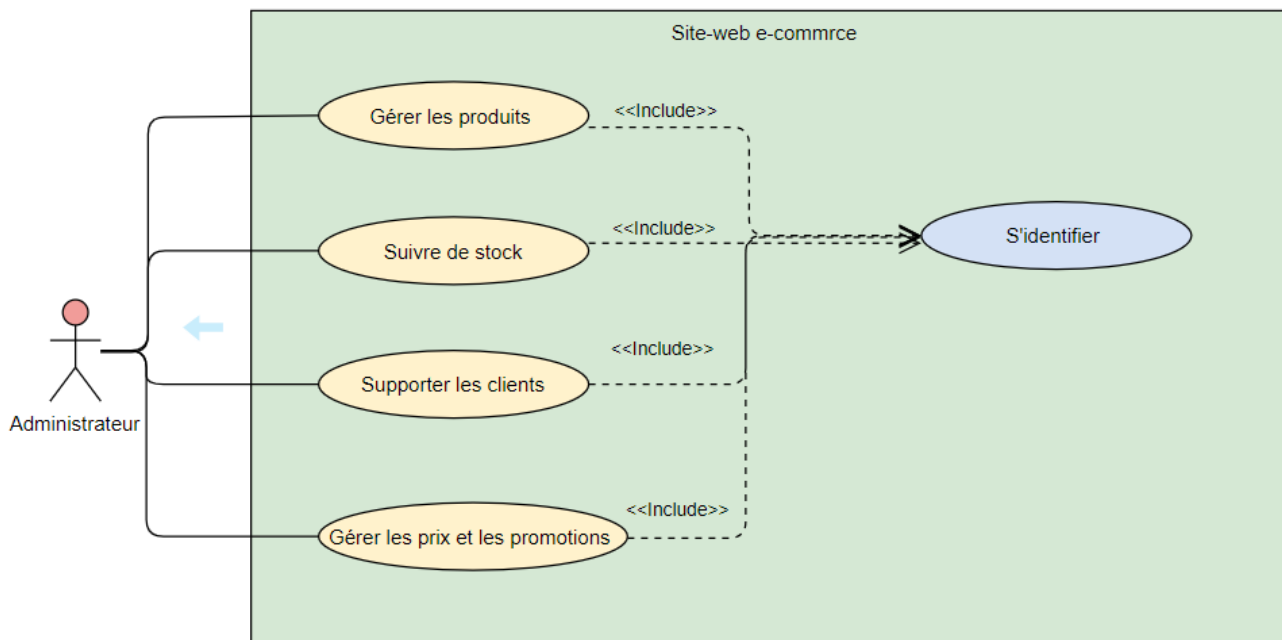 Site-web e-commrce
Gérer les produits
<<Include>>
Suivre de stock
<<Include>>
S'identifier
Supporter les clients
<<Include>>
Administrateur
Gérer les prix et les promotions
<<Include>>